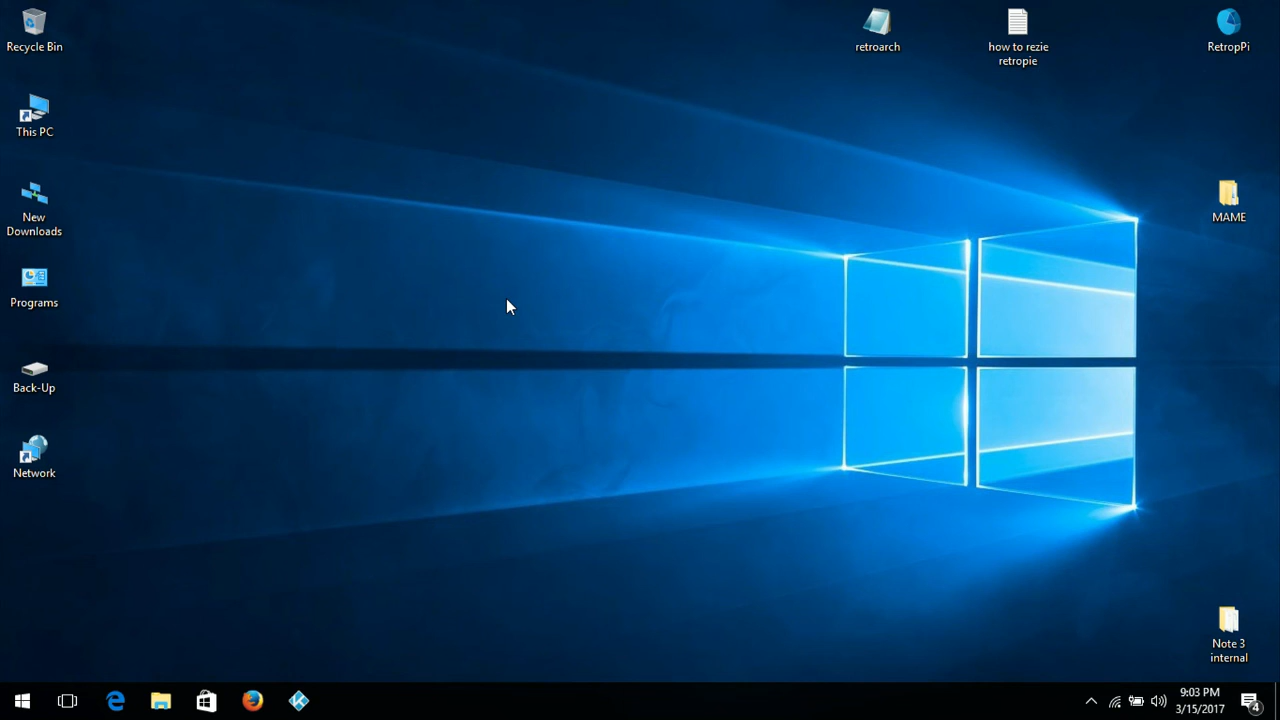 Recycle Bin
retroarch
how to rezie
retropie
RetropPi
This PC
New
Downloads
MAME
Programs
Back-Up
Network
Note 3
internal
9:03 PM
3/15/2017
4